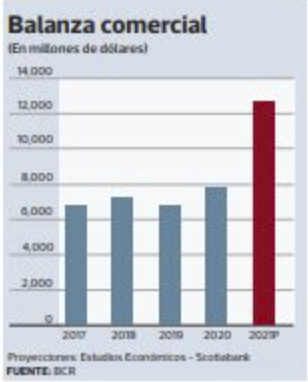 Balanza comercial
(En millones de dólares)
14,000
12,000
10,000
8,000
6,000
4,000
2,000
0
2017 2018 2019 2020 2021P
Proyecciones: Estudios Económicos - Scotiabank
FUENTE: BCR